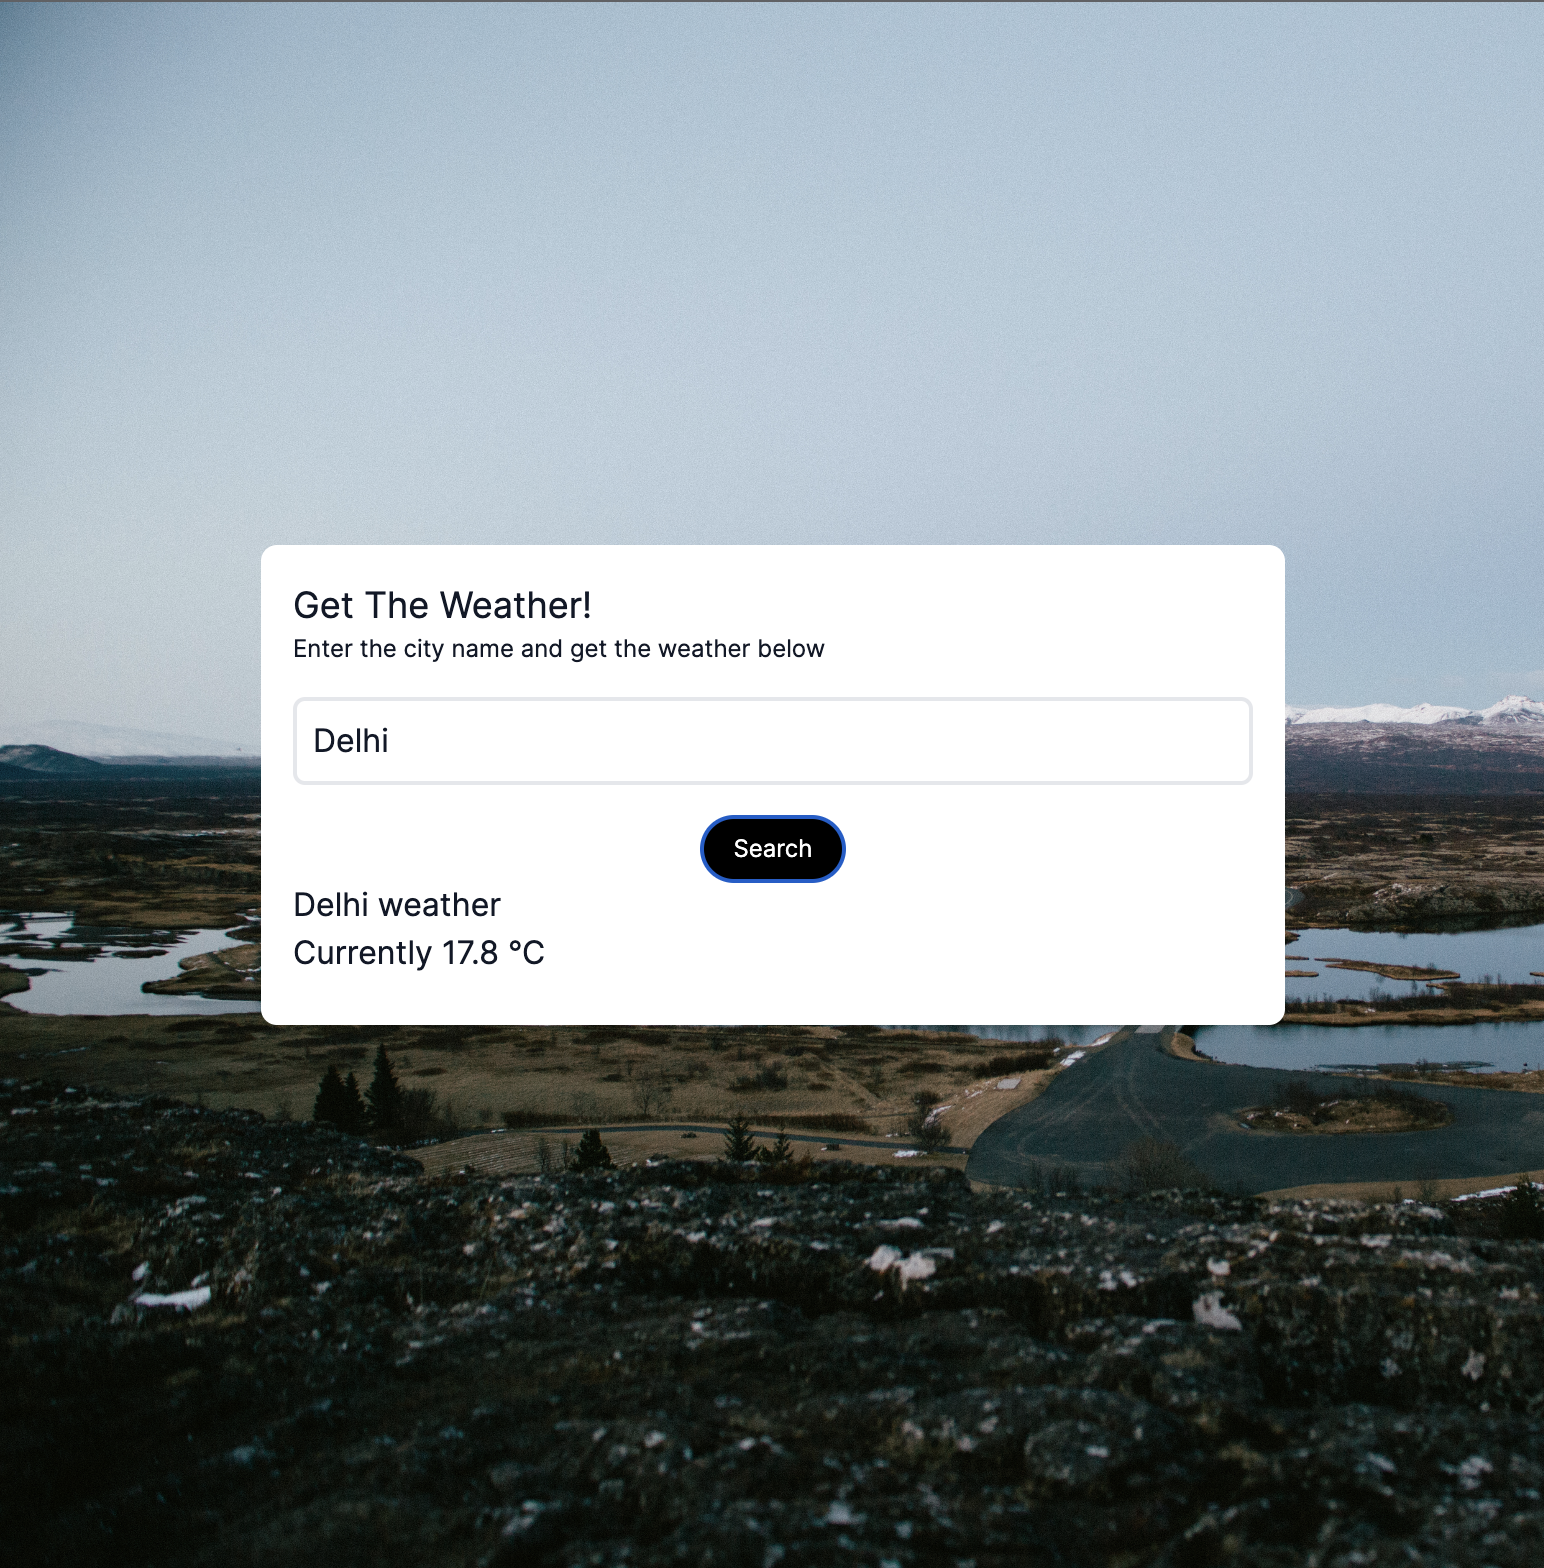 Get The Weather!
Enter the city name and get the weather below
Delhi
Search
Delhi weather
Currently 17.8 °C